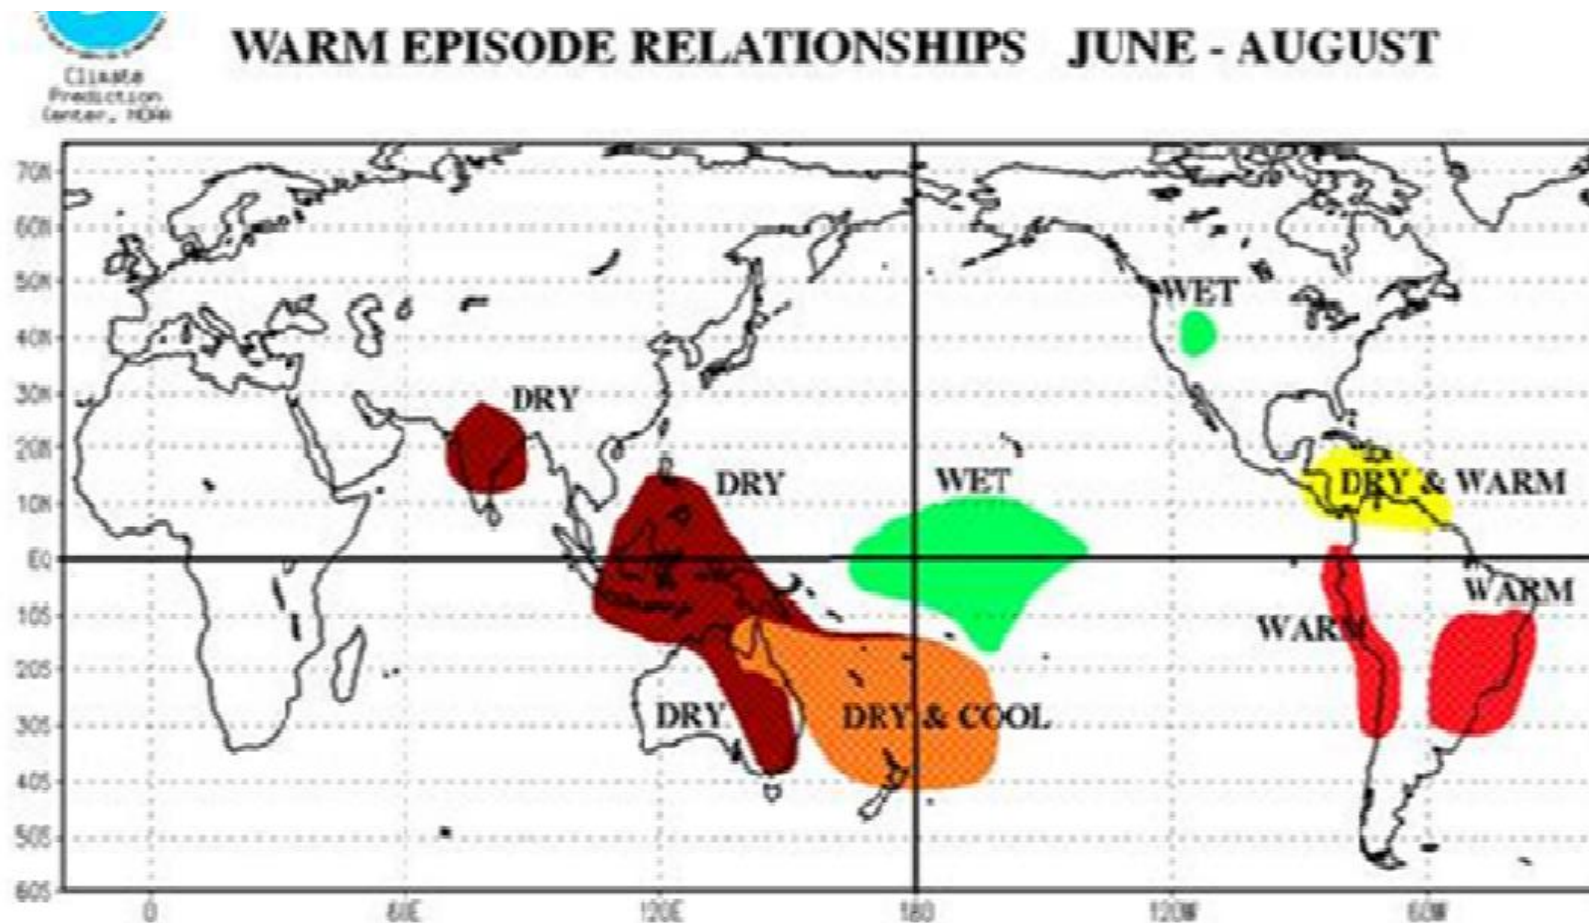 WARM EPISODE RELATIONSHIPS JUNE - AUGUST
Climate
Prediction
Center, NOAA
70N
60N
50N
40N
30N
20N
10N
EQ
10S
20S
30S
40S
50S
60S
WET
DRY
DRY
WET
DRY & WARM
WARM
WARM
DRY
DRY & COOL
0
60E
120E
180
120W
60W